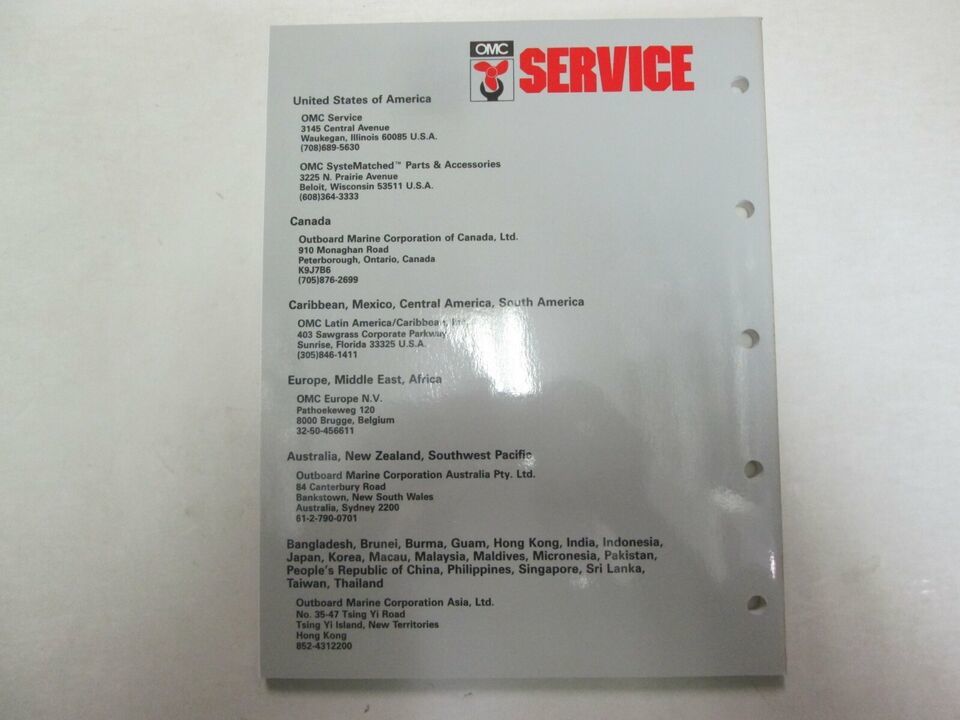 OMC
SERVICE
United States of America
OMC Service
3145 Central Avenue
Waukegan, Illinois 60085 U.S.A.
(708)689-5630
OMC SysteMatched™ Parts & Accessories
3225 N. Prairie Avenue
Beloit, Wisconsin 53511 U.S.A.
(608)364-3333
Canada
Outboard Marine Corporation of Canada, Ltd.
910 Monaghan Road
Peterborough, Ontario, Canada
K9J7B6
(705)876-2699
Caribbean, Mexico, Central America, South America
OMC Latin America/Caribbean,
403 Sawgrass Corporate Parkway
Sunrise, Florida 33325 U.S.A.
(305)846-1411
Europe, Middle East, Africa
OMC Europe N.V.
Pathoekeweg 120
8000 Brugge, Belgium
32-50-456611
Australia, New Zealand, Southwest Pacific
Outboard Marine Corporation Australia Pty. Ltd.
84 Canterbury Road
Bankstown, New South Wales
Australia, Sydney 2200
61-2-790-0701
Bangladesh, Brunei, Burma, Guam, Hong Kong, India, Indonesia,
Japan, Korea, Macau, Malaysia, Maldives, Micronesia, Pakistan,
People's Republic of China, Philippines, Singapore, Sri Lanka,
Taiwan, Thailand
Outboard Marine Corporation Asia, Ltd.
No. 35-47 Tsing Yi Road
Tsing Yi Island, New Territories
Hong Kong
852-4312200